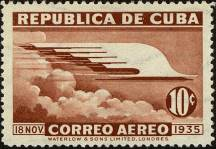 REPUBLICA DE CUBA
10¢
18 NOV CORREO AEREO 1935
WATERLOW & SONS LIMITED, LONDRES.